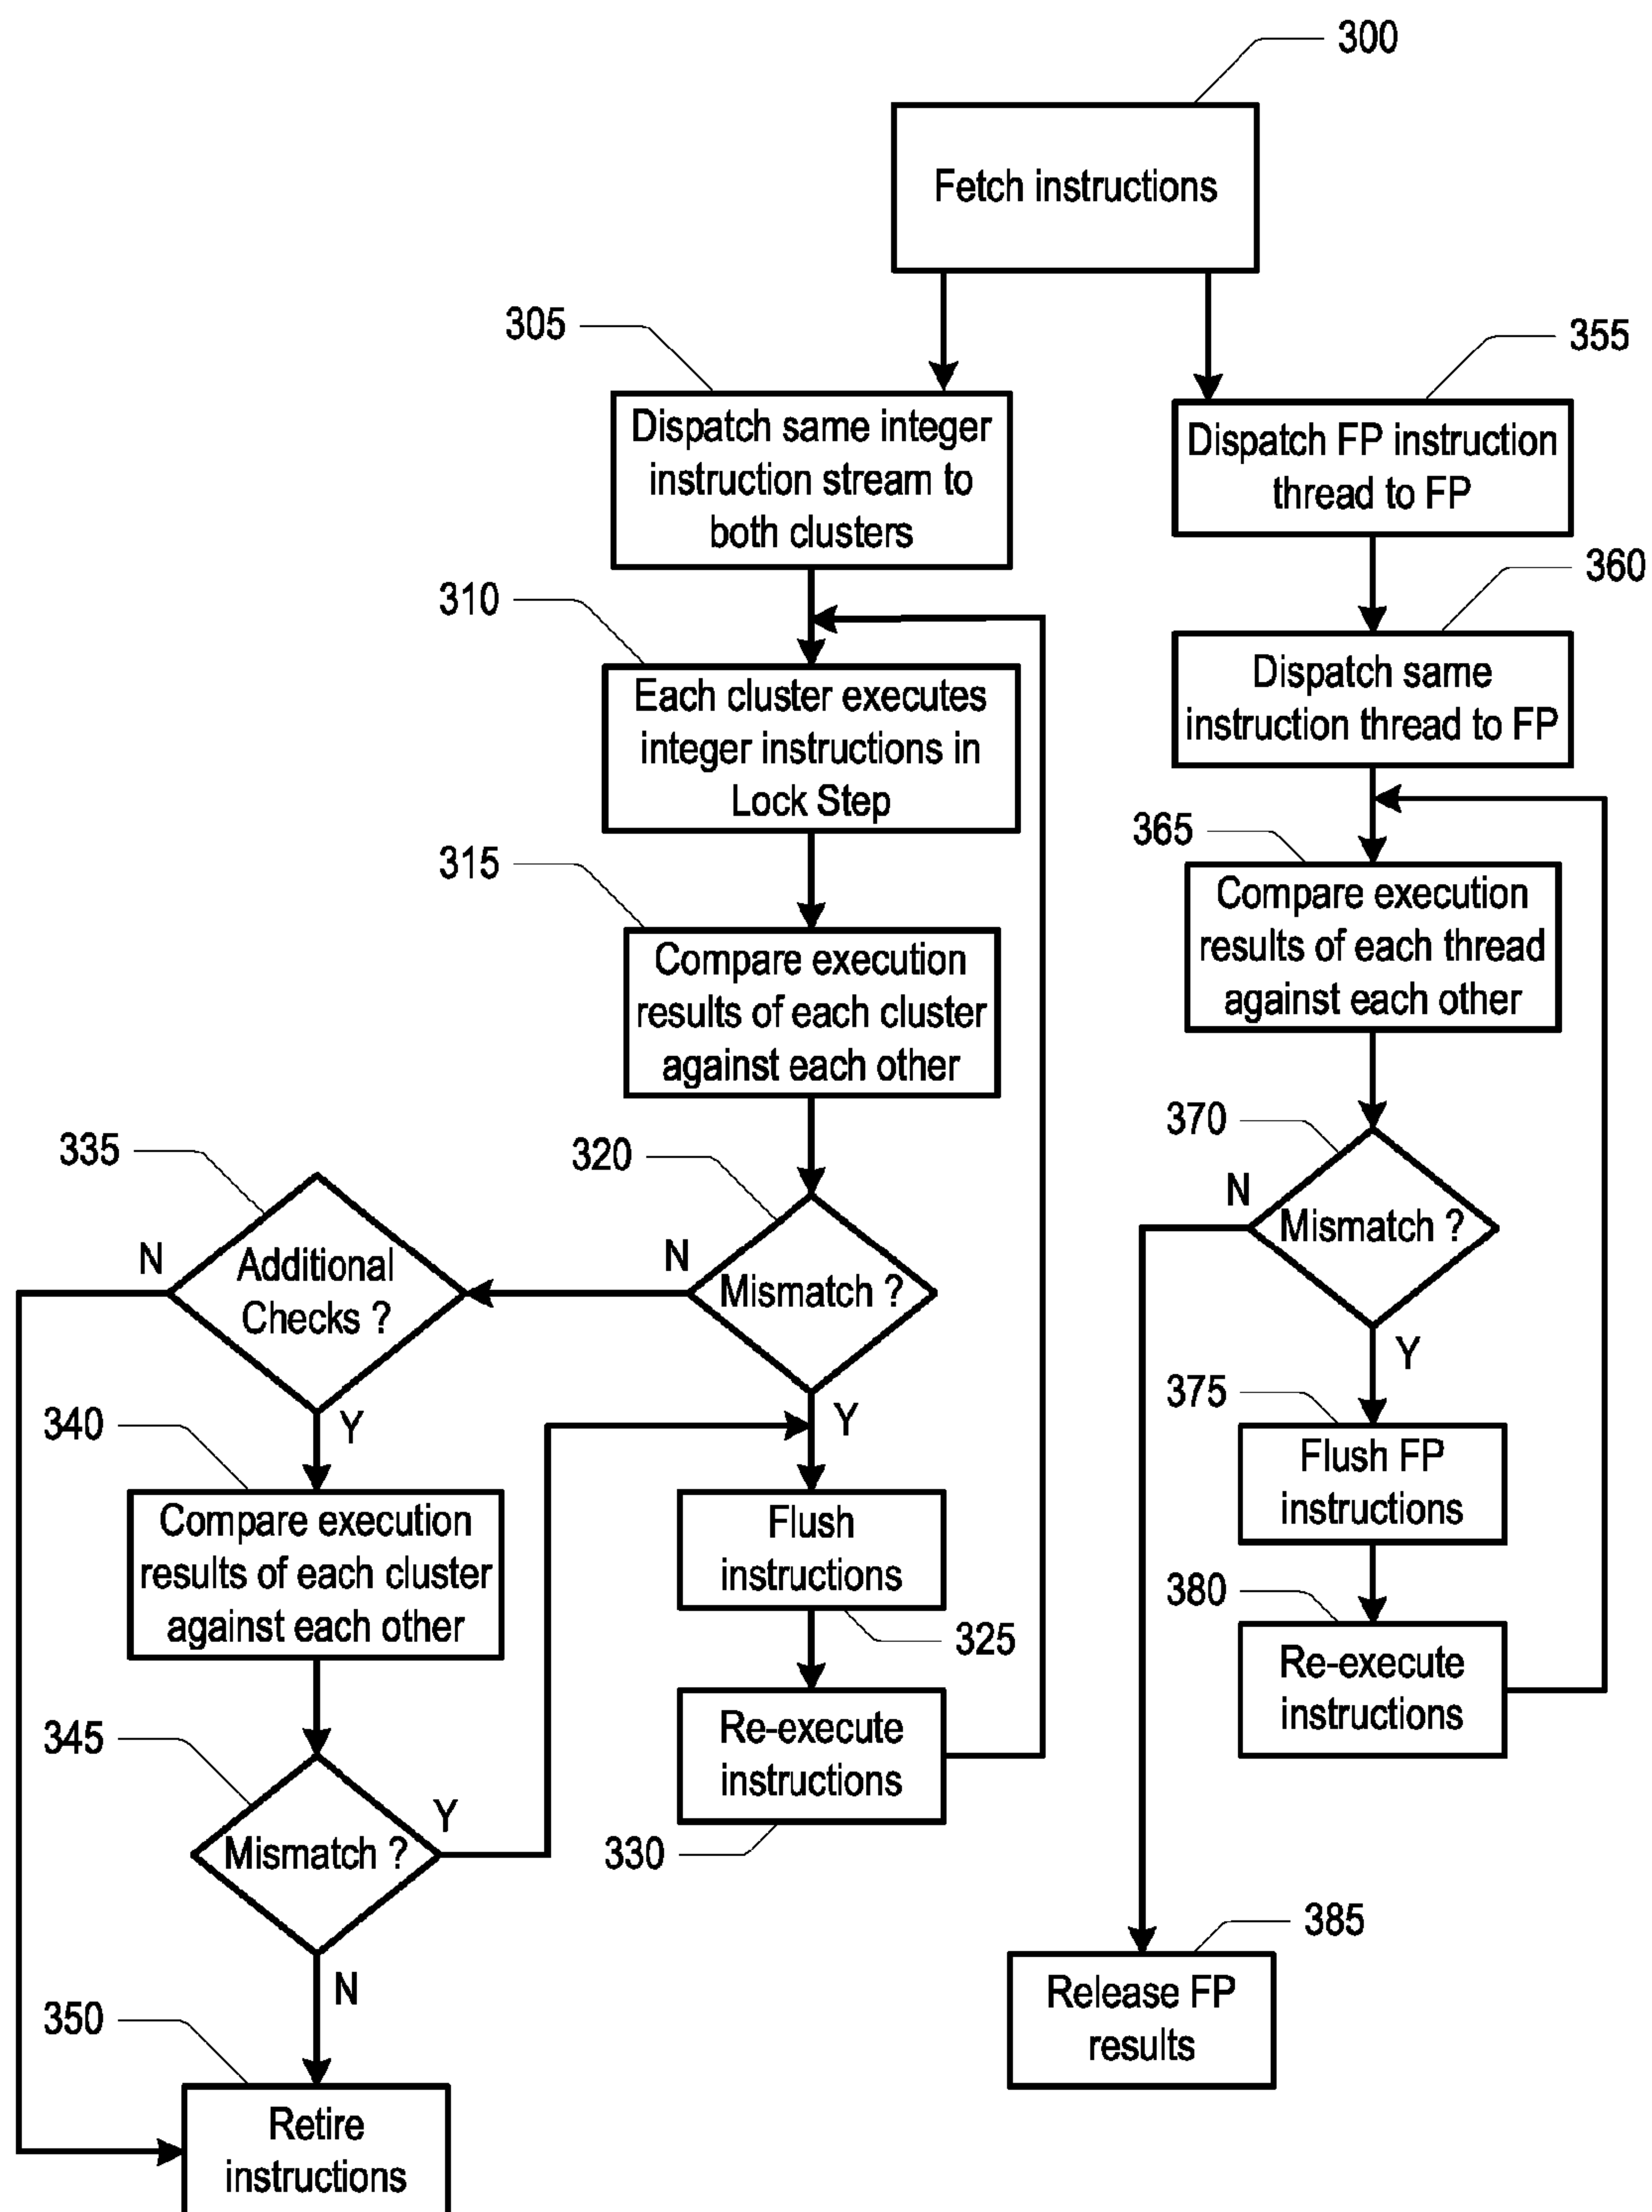 300
Fetch instructions
305
Dispatch same integer
instruction stream to
both clusters
355
Dispatch FP instruction
thread to FP
310
Each cluster executes
integer instructions in
Lock Step
360
Dispatch same
instruction thread to FP
315
Compare execution
results of each cluster
against each other
365
Compare execution
results of each thread
against each other
320
Mismatch ?
N
Y
370
Mismatch ?
N
Y
335
Additional
Checks ?
N
Y
325
Flush
instructions
375
Flush FP
instructions
340
Compare execution
results of each cluster
against each other
330
Re-execute
instructions
380
Re-execute
instructions
345
Mismatch ?
Y
N
385
Release FP
results
350
Retire
instructions